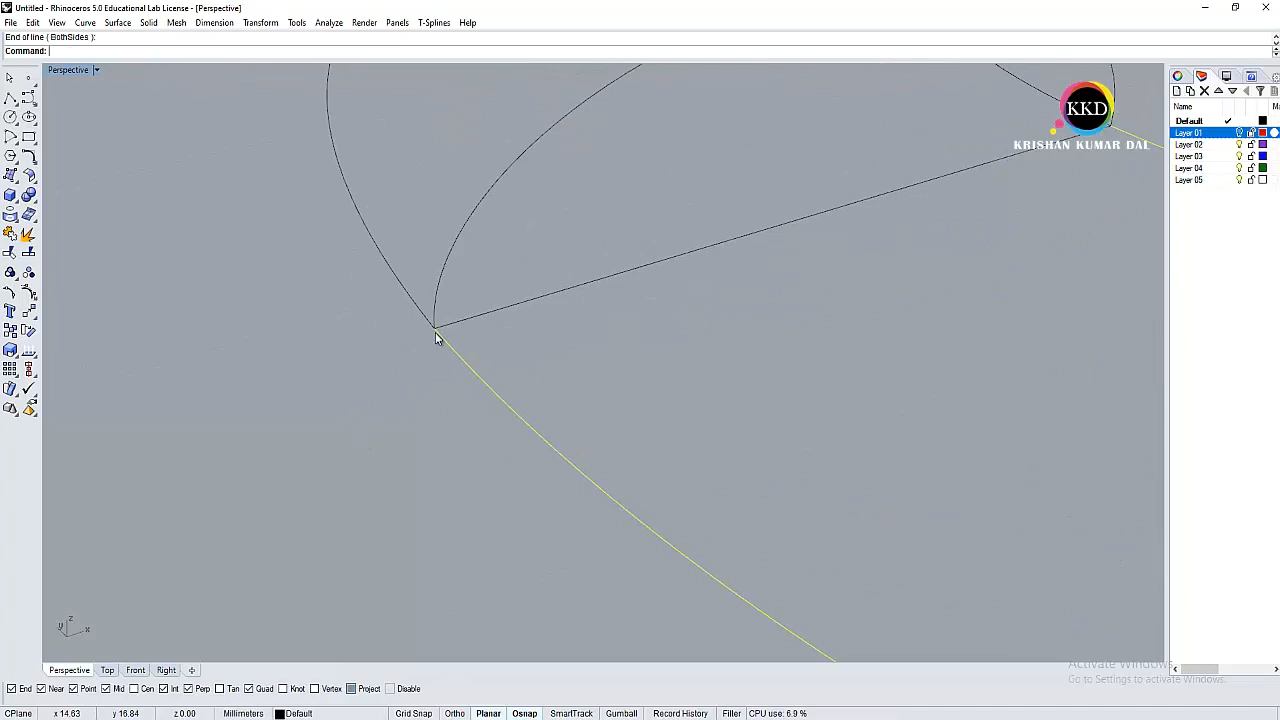 Untitled - Rhinoceros 5.0 Educational Lab License - [Perspective]
File Edit View Curve Surface Solid Mesh Dimension Transform Tools Analyze Render Panels T-Splines Help
End of line ( BothSides ):
Command:
Perspective
KKD
KRISHAN KUMAR DAL
Name
Default
Layer 01
Layer 02
Layer 03
Layer 04
Layer 05
z
y
x
Activate Windows
Go to Settings to activate Windows.
Perspective Top Front Right
End Near Point Mid Cen Int Perp Tan Quad Knot Vertex Project Disable
CPlane x 14.63 y 16.84 z 0.00 Millimeters Default Grid Snap Ortho Planar Osnap SmartTrack Gumball Record History Filter CPU use: 6.9 %